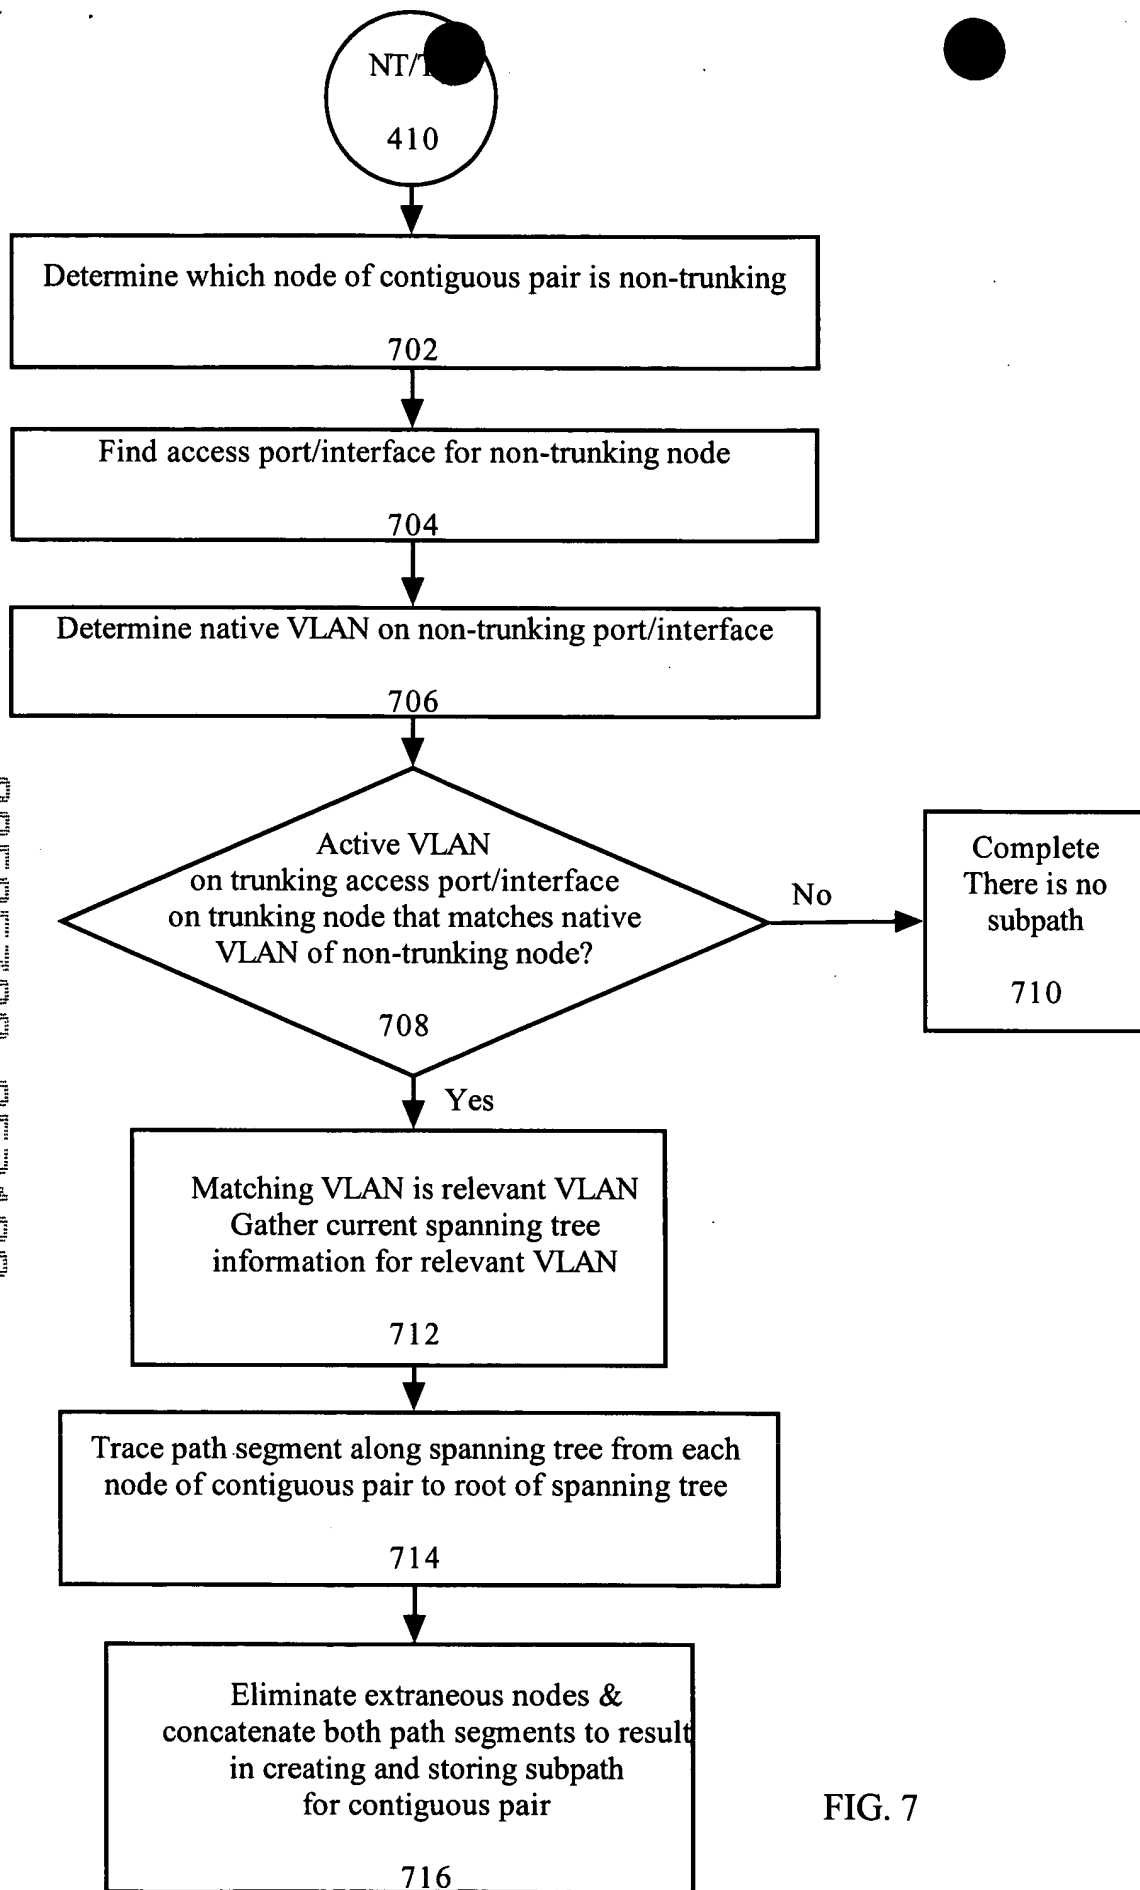 NT/T
410
Determine which node of contiguous pair is non-trunking
702
Find access port/interface for non-trunking node
704
Determine native VLAN on non-trunking port/interface
706
Active VLAN
on trunking access port/interface
on trunking node that matches native
VLAN of non-trunking node?
708
No
Complete
There is no
subpath
710
Yes
Matching VLAN is relevant VLAN
Gather current spanning tree
information for relevant VLAN
712
Trace path segment along spanning tree from each
node of contiguous pair to root of spanning tree
714
Eliminate extraneous nodes &
concatenate both path segments to result
in creating and storing subpath
for contiguous pair
716
FIG. 7